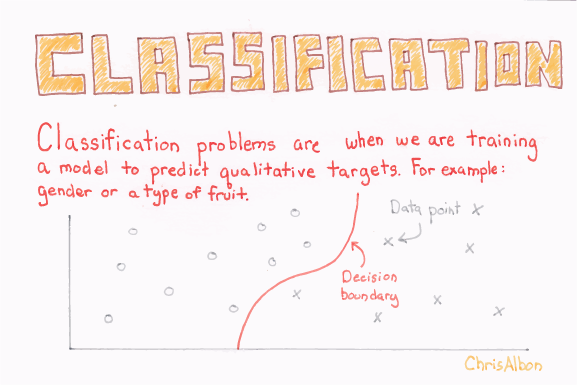 CLASSIFICATION
Classification problems are when we are training
a model to predict qualitative targets. For example:
gender or a type of fruit.
Data point
Decision
boundary
ChrisAlbon